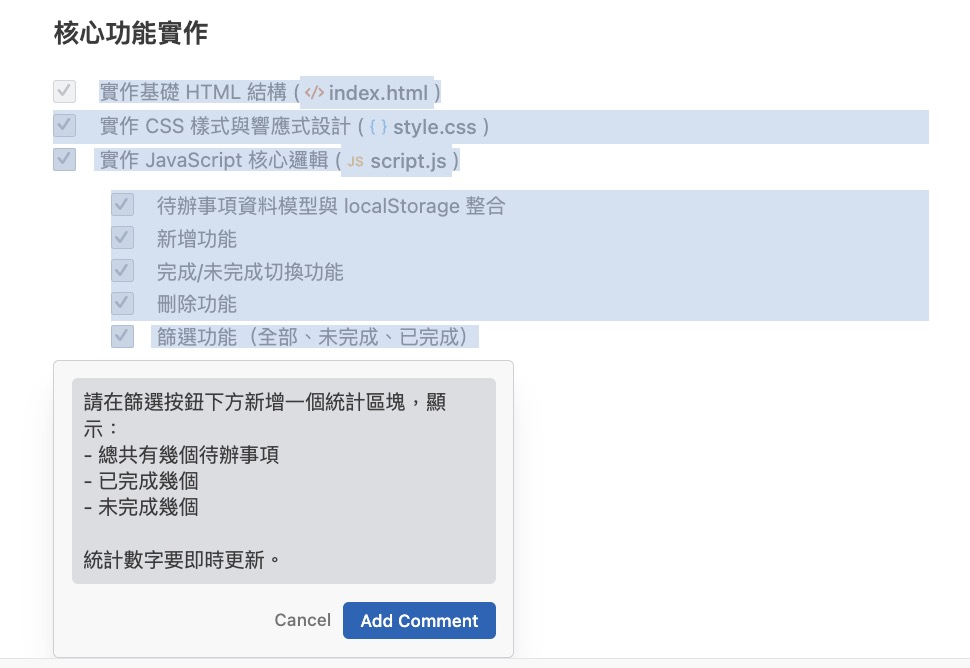 核心功能實作
實作基礎 HTML 結構 ( </> index.html )
實作 CSS 樣式與響應式設計 ( { } style.css )
實作 JavaScript 核心邏輯 ( JS script.js )
待辦事項資料模型與 localStorage 整合
新增功能
完成/未完成切換功能
刪除功能
篩選功能（全部、未完成、已完成）
請在篩選按鈕下方新增一個統計區塊，顯
示：
- 總共有幾個待辦事項
- 已完成幾個
- 未完成幾個
統計數字要即時更新。
Cancel Add Comment